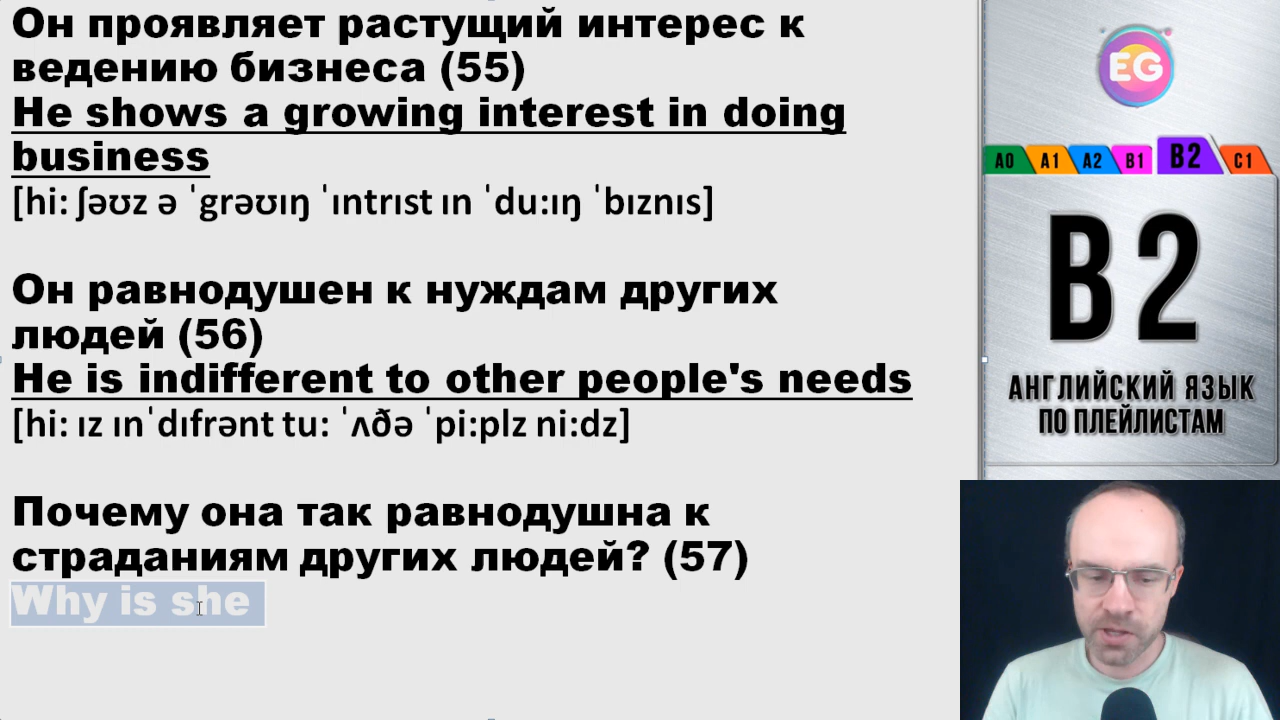 Он проявляет растущий интерес к
ведению бизнеса (55)
He shows a growing interest in doing
business
[hi: ʃəʊz ə ˈgrəʊɪŋ ˈɪntrɪst ɪn ˈdu:ɪŋ ˈbɪznɪs]
Он равнодушен к нуждам других
людей (56)
He is indifferent to other people's needs
[hi: ɪz ɪnˈdɪfrənt tu: ˈʌðə ˈpi:plz ni:dz]
Почему она так равнодушна к
страданиям других людей? (57)
Why is she
EG
A0 A1 A2 B1 B2 C1
B2
АНГЛИЙСКИЙ ЯЗЫК
ПО ПЛЕЙЛИСТАМ